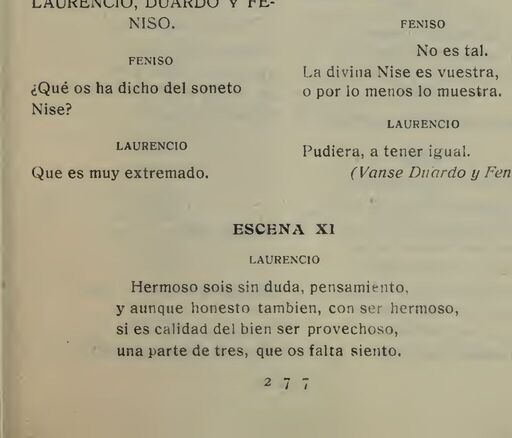 LAURENCIO, DUARDO Y FE-
NISO.
FENISO
¿Qué os ha dicho del soneto
Nise?
LAURENCIO
Que es muy extremado.
FENISO
No es tal.
La divina Nise es vuestra,
o por lo menos lo muestra.
LAURENCIO
Pudiera, a tener igual.
(Vanse Duardo y Fen
ESCENA XI
LAURENCIO
Hermoso sois sin duda, pensamiento,
y aunque honesto tambien, con ser hermoso,
si es calidad del bien ser provechoso,
una parte de tres, que os falta siento.
277